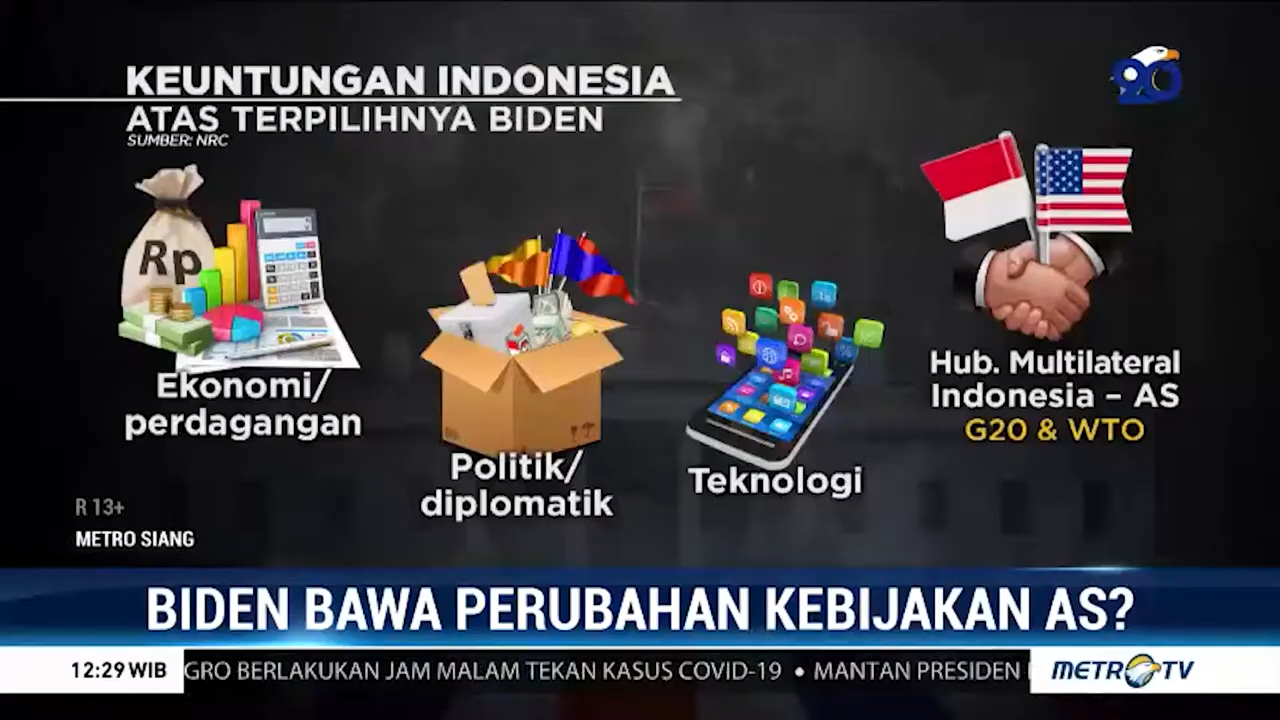 KEUNTUNGAN INDONESIA
ATAS TERPILIHNYA BIDEN
SUMBER: NRC
20
Rp
Ekonomi/
perdagangan
Politik/
diplomatik
Teknologi
Hub. Multilateral
Indonesia – AS
G20 & WTO
R 13+
METRO SIANG
BIDEN BAWA PERUBAHAN KEBIJAKAN AS?
12:29 WIB
GRO BERLAKUKAN JAM MALAM TEKAN KASUS COVID-19 • MANTAN PRESIDEN
METRO TV